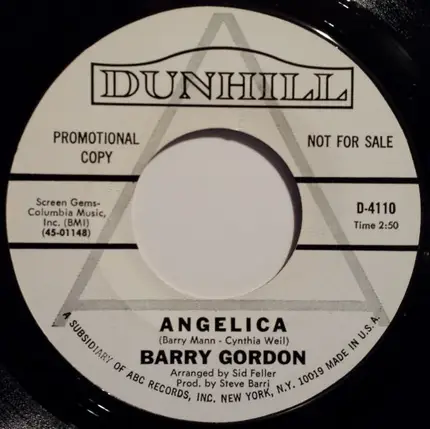 DUNHILL
PROMOTIONAL
COPY
NOT FOR SALE
Screen Gems-
Columbia Music,
Inc. (BMI)
(45-01148)
D-4110
Time 2:50
ANGELICA
(Barry Mann - Cynthia Weil)
BARRY GORDON
Arranged by Sid Feller
Prod. by Steve Barri
A SUBSIDIARY OF ABC RECORDS, INC. NEW YORK, N.Y. 10019 MADE IN U.S.A.